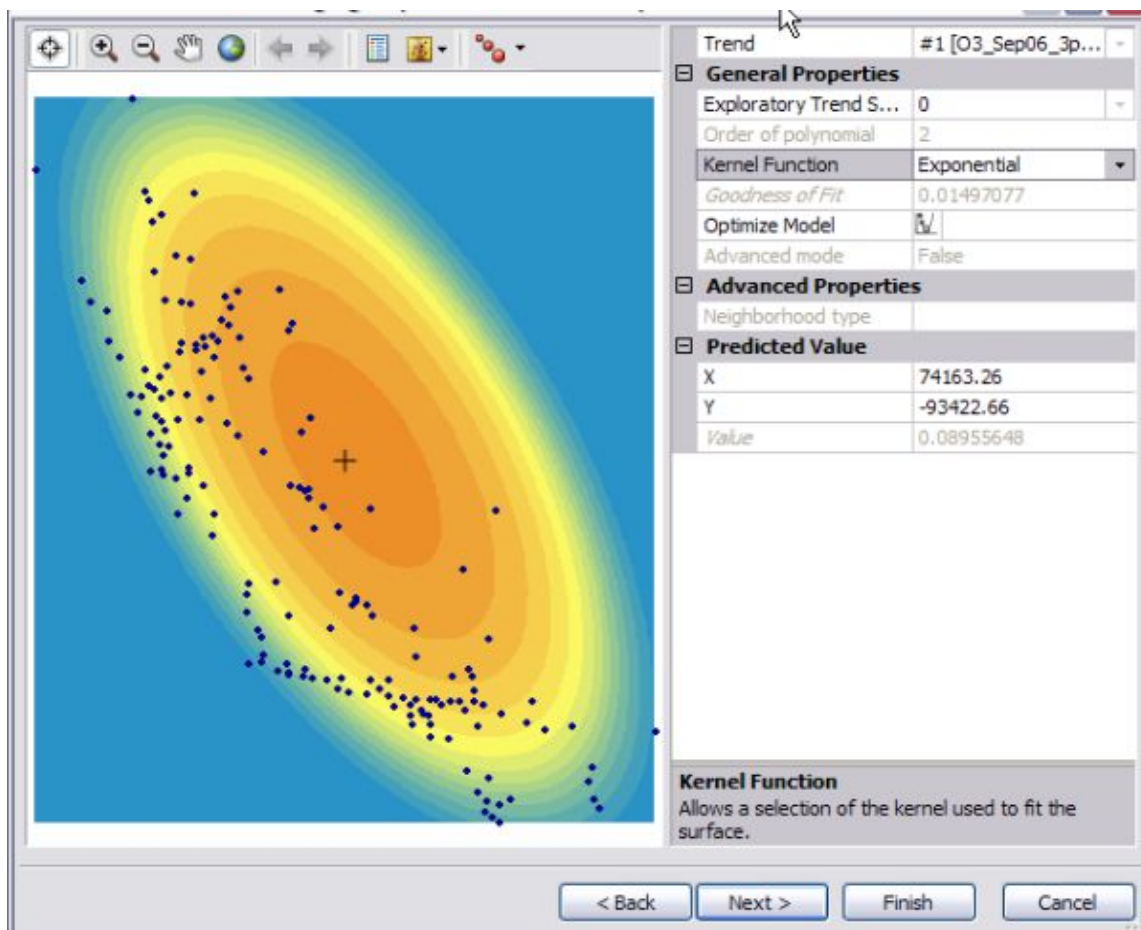 Trend #1 [O3_Sep06_3p...
General Properties
Exploratory Trend S... 0
Order of polynomial 2
Kernel Function Exponential
Goodness of Fit 0.01497077
Optimize Model
Advanced mode False
Advanced Properties
Neighborhood type
Predicted Value
X 74163.26
Y -93422.66
Value 0.08955648
Kernel Function
Allows a selection of the kernel used to fit the
surface.
< Back Next > Finish Cancel